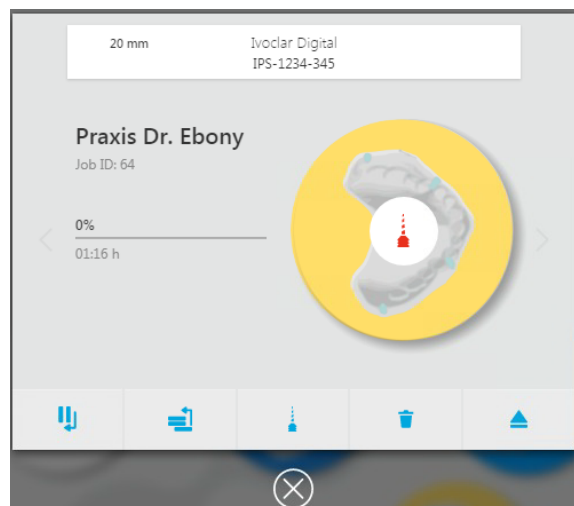 20 mm
Ivoclar Digital
IPS-1234-345
Praxis Dr. Ebony
Job ID: 64
0%
01:16 h